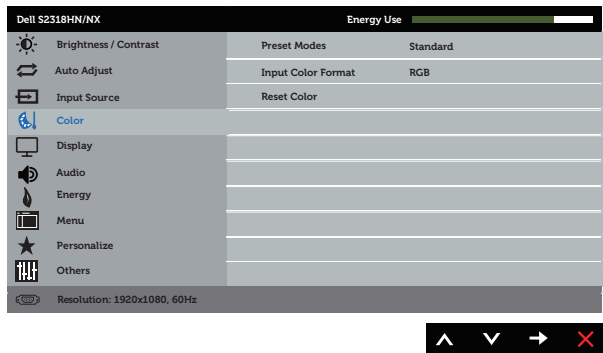 Dell S2318HN/NX Energy Use
Brightness / Contrast Preset Modes Standard
Auto Adjust Input Color Format RGB
Input Source Reset Color
Color
Display
Audio
Energy
Menu
Personalize
Others
Resolution: 1920x1080, 60Hz